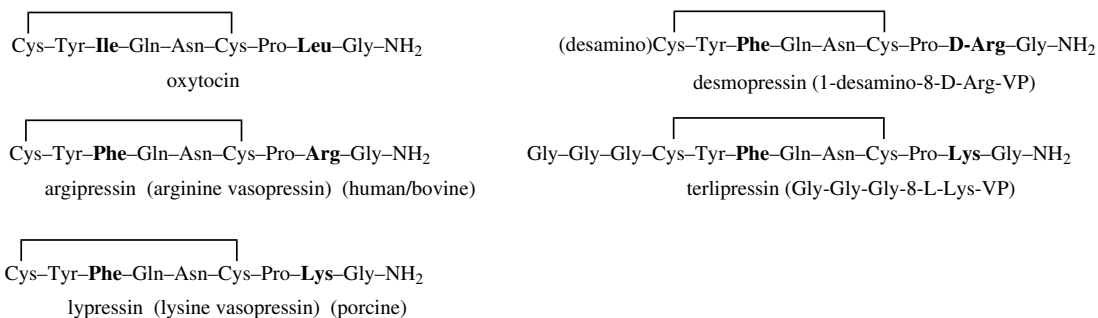 Cys–Tyr–Ile–Gln–Asn–Cys–Pro–Leu–Gly–NH2
oxytocin
Cys–Tyr–Phe–Gln–Asn–Cys–Pro–Arg–Gly–NH2
argipressin (arginine vasopressin) (human/bovine)
Cys–Tyr–Phe–Gln–Asn–Cys–Pro–Lys–Gly–NH2
lypressin (lysine vasopressin) (porcine)
(desamino)Cys–Tyr–Phe–Gln–Asn–Cys–Pro–D-Arg–Gly–NH2
desmopressin (1-desamino-8-D-Arg-VP)
Gly–Gly–Gly–Cys–Tyr–Phe–Gln–Asn–Cys–Pro–Lys–Gly–NH2
terlipressin (Gly-Gly-Gly-8-L-Lys-VP)